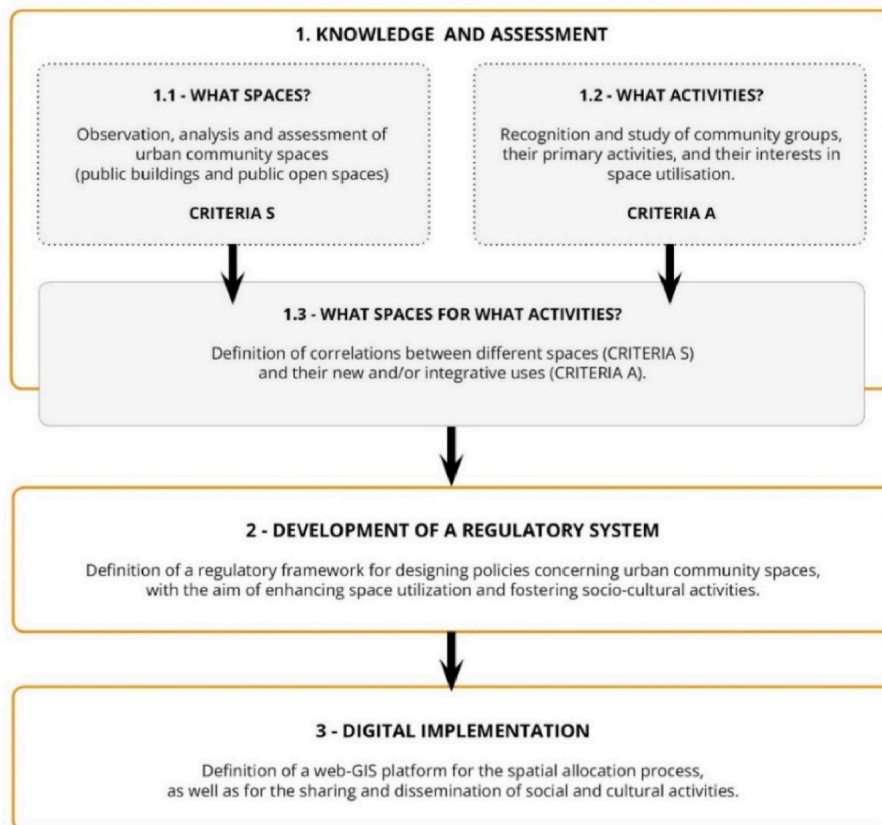 1. KNOWLEDGE AND ASSESSMENT
1.1 - WHAT SPACES?
Observation, analysis and assessment of
urban community spaces
(public buildings and public open spaces)
CRITERIA S
1.2 - WHAT ACTIVITIES?
Recognition and study of community groups,
their primary activities, and their interests in
space utilisation.
CRITERIA A
1.3 - WHAT SPACES FOR WHAT ACTIVITIES?
Definition of correlations between different spaces (CRITERIA S)
and their new and/or integrative uses (CRITERIA A).
2 - DEVELOPMENT OF A REGULATORY SYSTEM
Definition of a regulatory framework for designing policies concerning urban community spaces,
with the aim of enhancing space utilization and fostering socio-cultural activities.
3 - DIGITAL IMPLEMENTATION
Definition of a web-GIS platform for the spatial allocation process,
as well as for the sharing and dissemination of social and cultural activities.